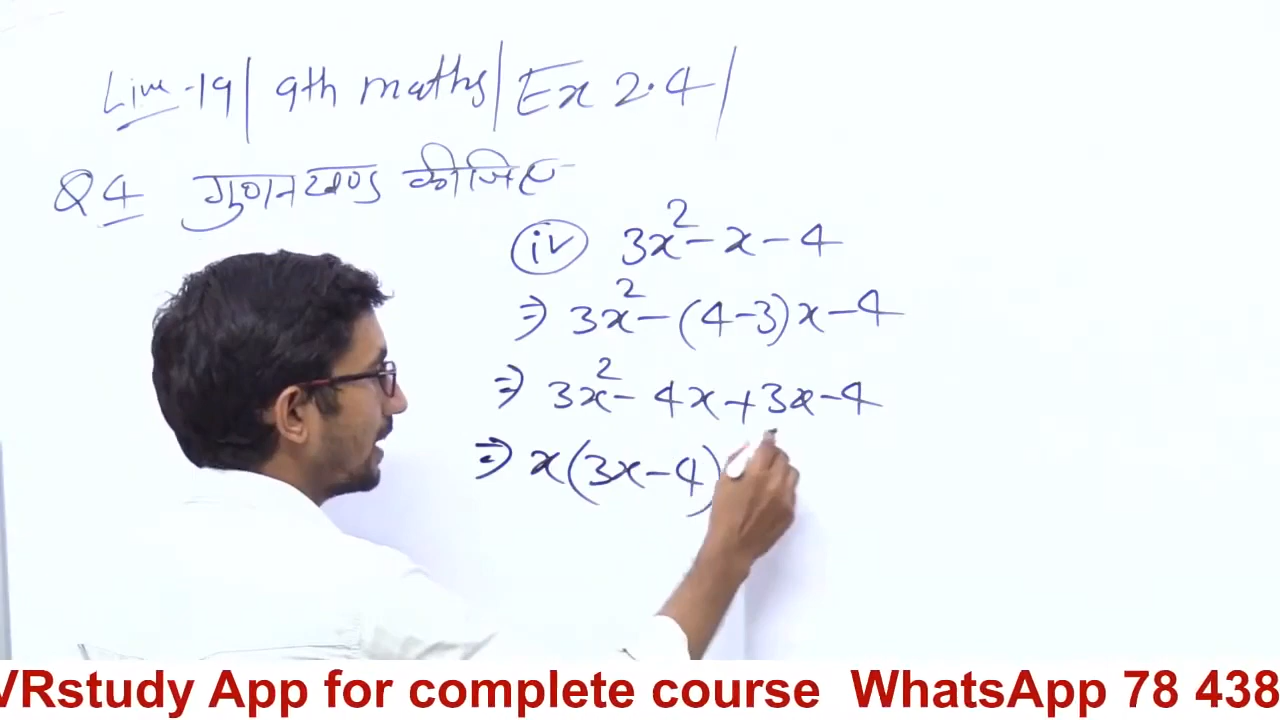 Live-19| 9th maths| Ex 2.4|
Q4 गुणनखण्ड कीजिए
(iv) 3x² - x - 4
⇒ 3x² - (4-3)x - 4
⇒ 3x² - 4x + 3x - 4
⇒ x(3x-4)
VRstudy App for complete course WhatsApp 78 438